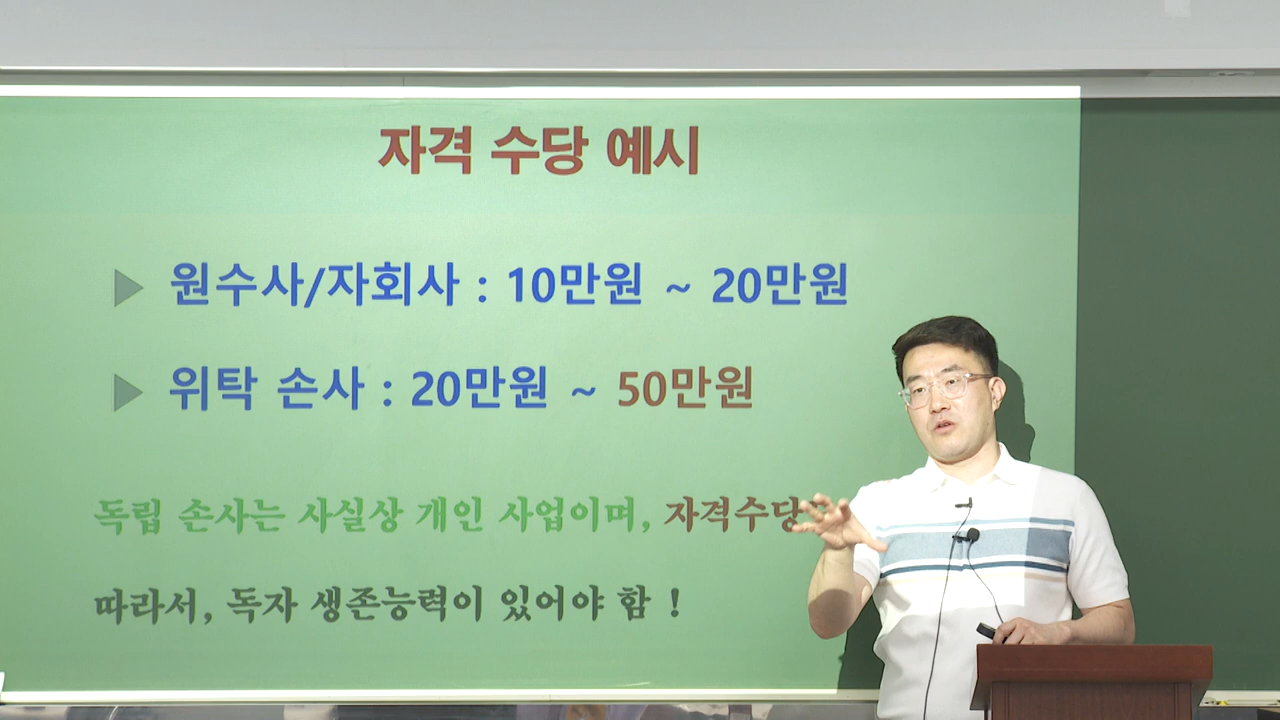 자격 수당 예시
원수사/자회사 : 10만원 ~ 20만원
위탁 손사 : 20만원 ~ 50만원
독립 손사는 사실상 개인 사업이며, 자격수당
따라서, 독자 생존능력이 있어야 함 !